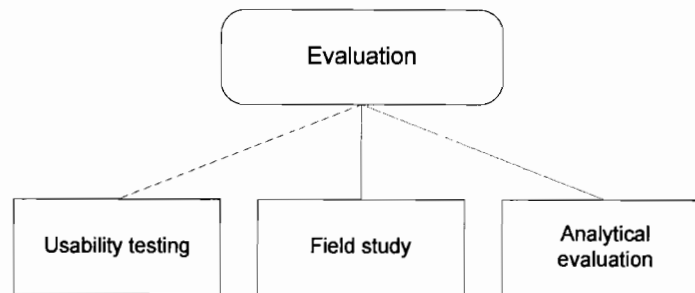 Evaluation
Usability testing
Field study
Analytical
evaluation